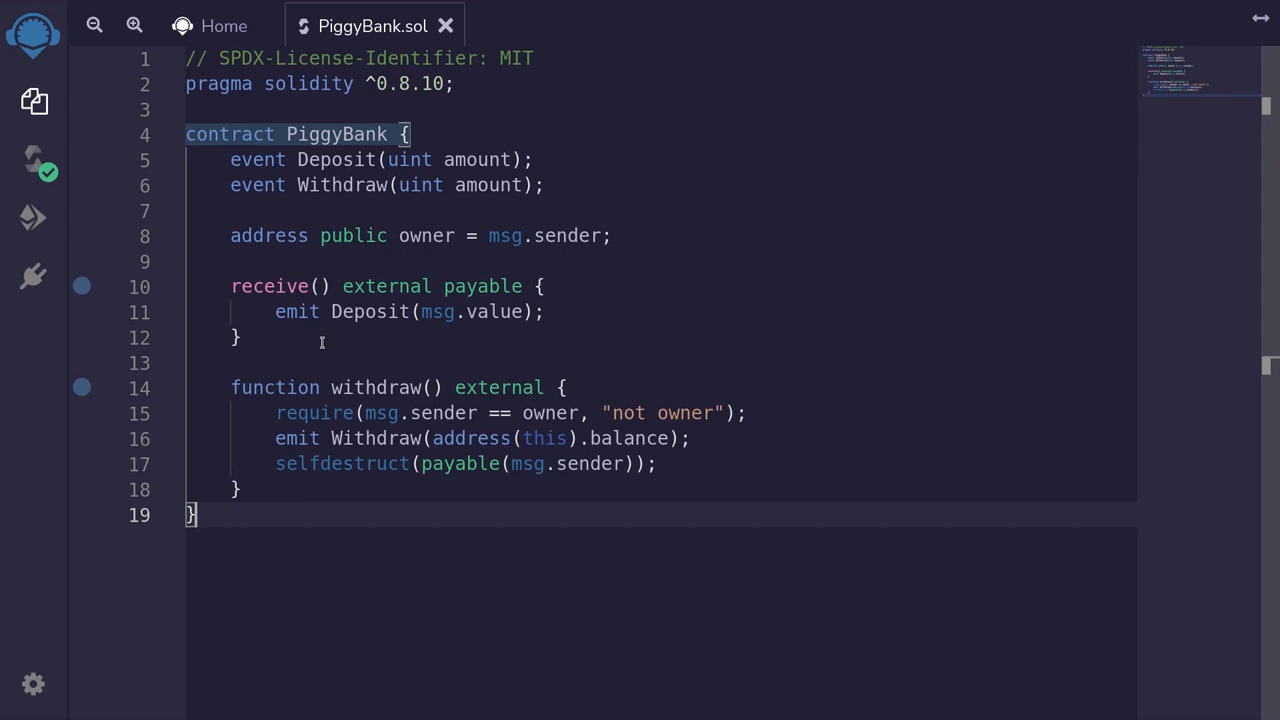 Home
PiggyBank.sol
1 // SPDX-License-Identifier: MIT
2 pragma solidity ^0.8.10;
3
4 contract PiggyBank {
5     event Deposit(uint amount);
6     event Withdraw(uint amount);
7
8     address public owner = msg.sender;
9
10     receive() external payable {
11         emit Deposit(msg.value);
12     }
13
14     function withdraw() external {
15         require(msg.sender == owner, "not owner");
16         emit Withdraw(address(this).balance);
17         selfdestruct(payable(msg.sender));
18     }
19 }